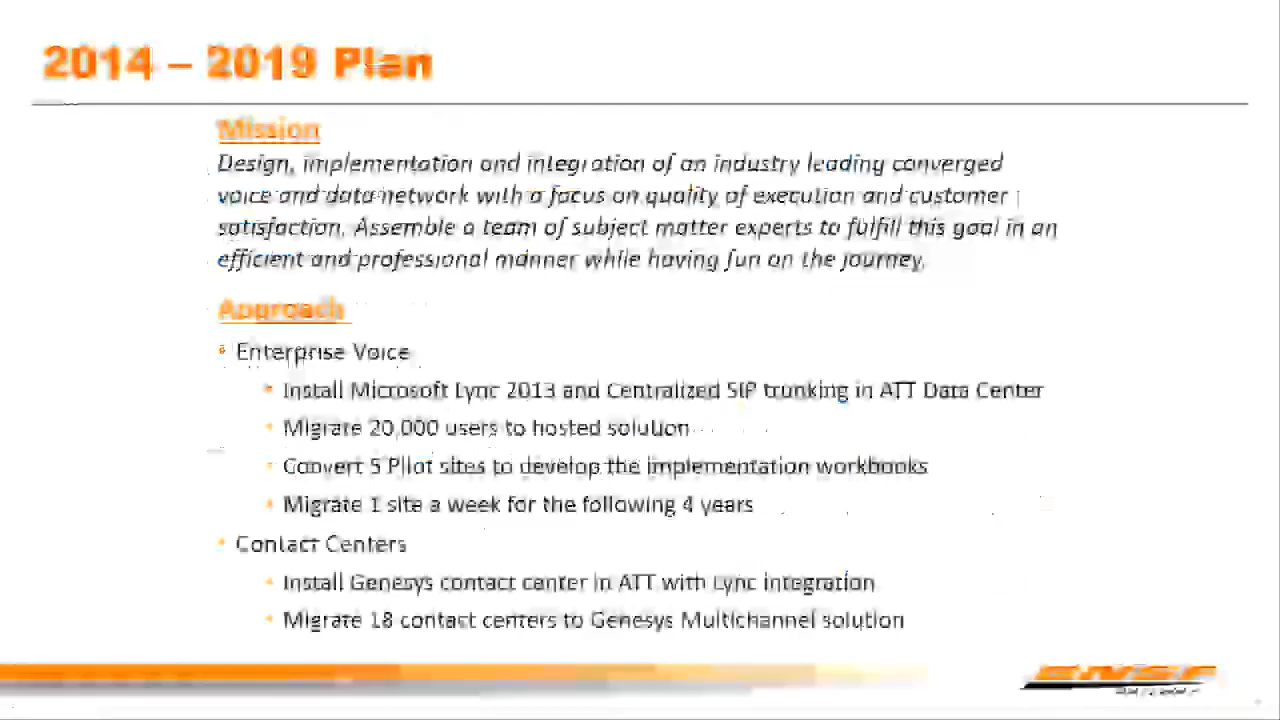 2014 – 2019 Plan
Mission
Design, implementation and integration of an industry leading converged
voice and data network with a focus on quality of execution and customer
satisfaction. Assemble a team of subject matter experts to fulfill this goal in an
efficient and professional manner while having fun on the journey.
Approach
• Enterprise Voice
• Install Microsoft Lync 2013 and Centralized SIP trunking in ATT Data Center
• Migrate 20,000 users to hosted solution
• Convert 5 Pilot sites to develop the implementation workbooks
• Migrate 1 site a week for the following 4 years
• Contact Centers
• Install Genesys contact center in ATT with Lync integration
• Migrate 18 contact centers to Genesys Multichannel solution
BNSF